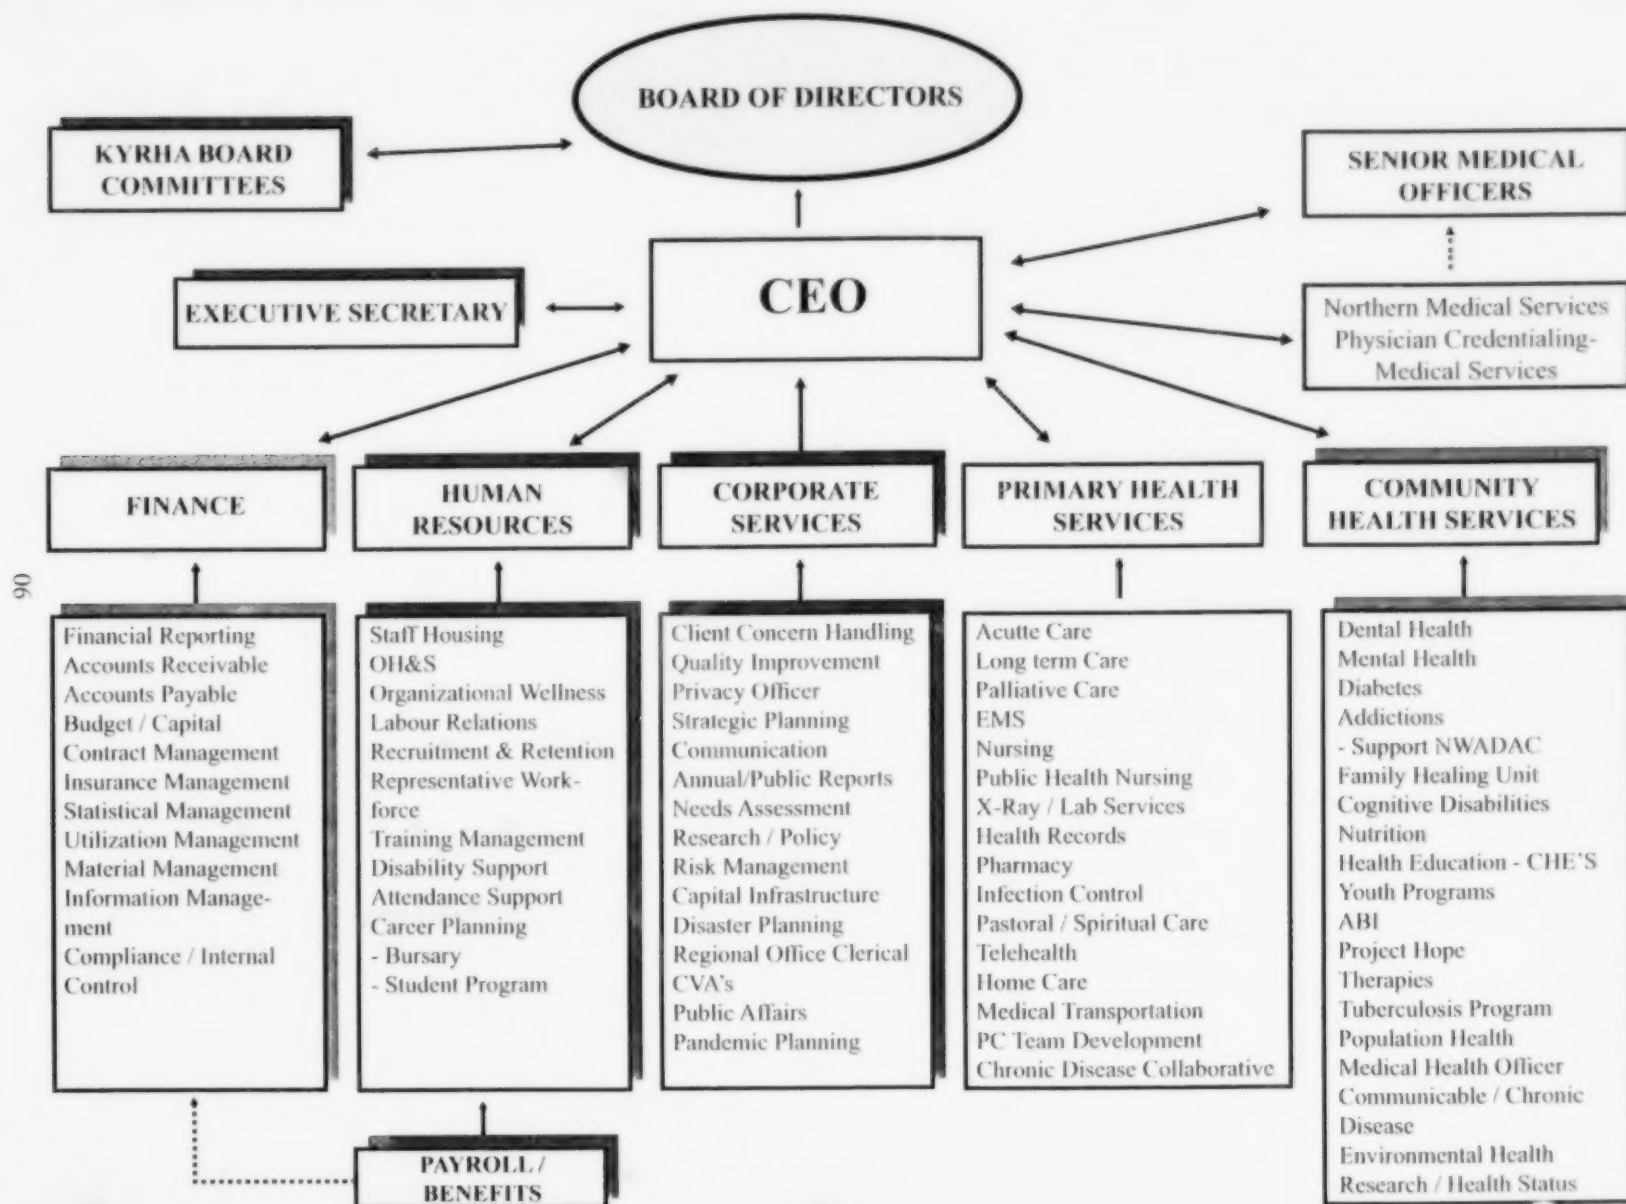 BOARD OF DIRECTORS
KYRHA BOARD
COMMITTEES
SENIOR MEDICAL
OFFICERS
CEO
EXECUTIVE SECRETARY
Northern Medical Services
Physician Credentialing-
Medical Services
FINANCE
HUMAN
RESOURCES
CORPORATE
SERVICES
PRIMARY HEALTH
SERVICES
COMMUNITY
HEALTH SERVICES
Financial Reporting
Accounts Receivable
Accounts Payable
Budget / Capital
Contract Management
Insurance Management
Statistical Management
Utilization Management
Material Management
Information Manage-
ment
Compliance / Internal
Control
Staff Housing
OH&S
Organizational Wellness
Labour Relations
Recruitment & Retention
Representative Work-
force
Training Management
Disability Support
Attendance Support
Career Planning
- Bursary
- Student Program
Client Concern Handling
Quality Improvement
Privacy Officer
Strategic Planning
Communication
Annual/Public Reports
Needs Assessment
Research / Policy
Risk Management
Capital Infrastructure
Disaster Planning
Regional Office Clerical
CVA's
Public Affairs
Pandemic Planning
Acutte Care
Long term Care
Palliative Care
EMS
Nursing
Public Health Nursing
X-Ray / Lab Services
Health Records
Pharmacy
Infection Control
Pastoral / Spiritual Care
Telehealth
Home Care
Medical Transportation
PC Team Development
Chronic Disease Collaborative
Dental Health
Mental Health
Diabetes
Addictions
- Support NWADAC
Family Healing Unit
Cognitive Disabilities
Nutrition
Health Education - CHE'S
Youth Programs
ABI
Project Hope
Therapies
Tuberculosis Program
Population Health
Medical Health Officer
Communicable / Chronic
Disease
Environmental Health
Research / Health Status
PAYROLL /
BENEFITS
90